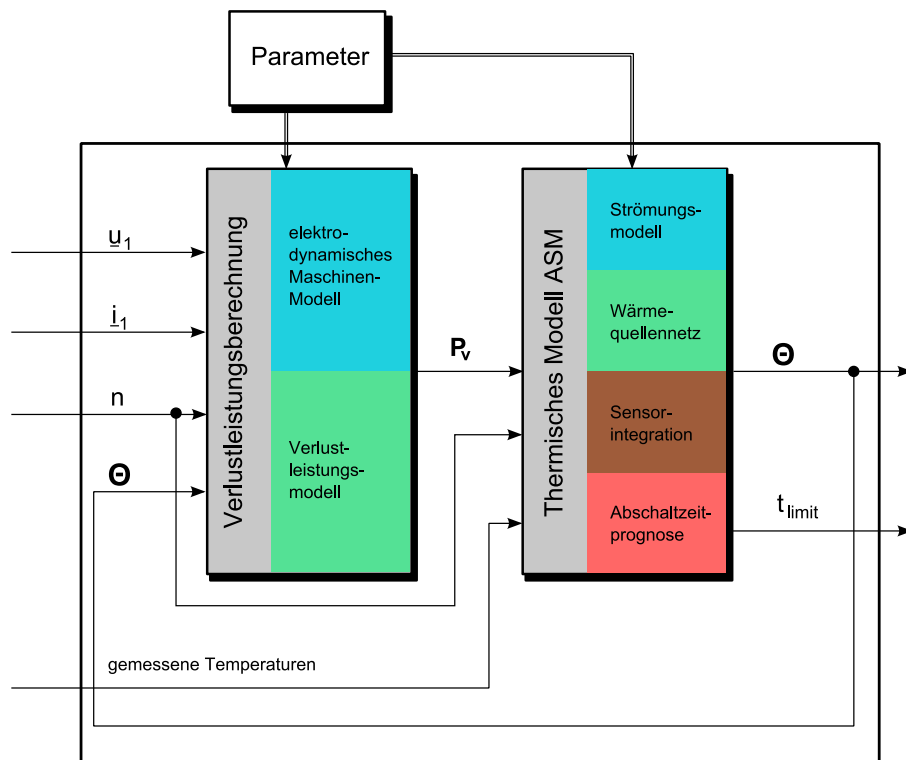 Parameter
u1
i1
n
Θ
Verlustleistungsberechnung
elektro-
dynamisches
Maschinen-
Modell
Verlust-
leistungs-
modell
Pv
Thermisches Modell ASM
Strömungs-
modell
Wärme-
quellennetz
Sensor-
integration
Abschaltzeit-
prognose
Θ
tlimit
gemessene Temperaturen